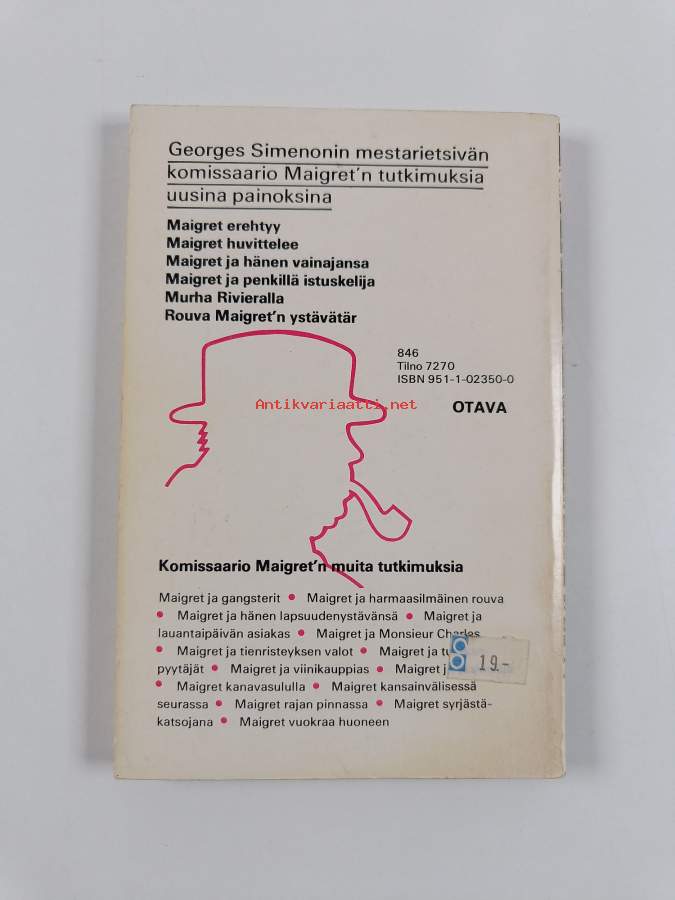 Georges Simenonin mestarietsivän
komissaario Maigret'n tutkimuksia
uusina painoksina
Maigret erehtyy
Maigret huvittelee
Maigret ja hänen vainajansa
Maigret ja penkillä istuskelija
Murha Rivieralla
Rouva Maigret'n ystävätär
846
Tilno 7270
ISBN 951-1-02350-0
Antikvariaatti.net
OTAVA
Komissaario Maigret'n muita tutkimuksia
Maigret ja gangsterit • Maigret ja harmaasilmäinen rouva
• Maigret ja hänen lapsuudenystävänsä • Maigret ja
lauantaipäivän asiakas • Maigret ja Monsieur Charles
• Maigret ja tienristeyksen valot • Maigret ja
pyytäjät • Maigret ja viinikauppias • Maigret
19.-
• Maigret kanavasululla • Maigret kansainvälisessä
seurassa • Maigret rajan pinnassa • Maigret syrjästä-
katsojana • Maigret vuokraa huoneen